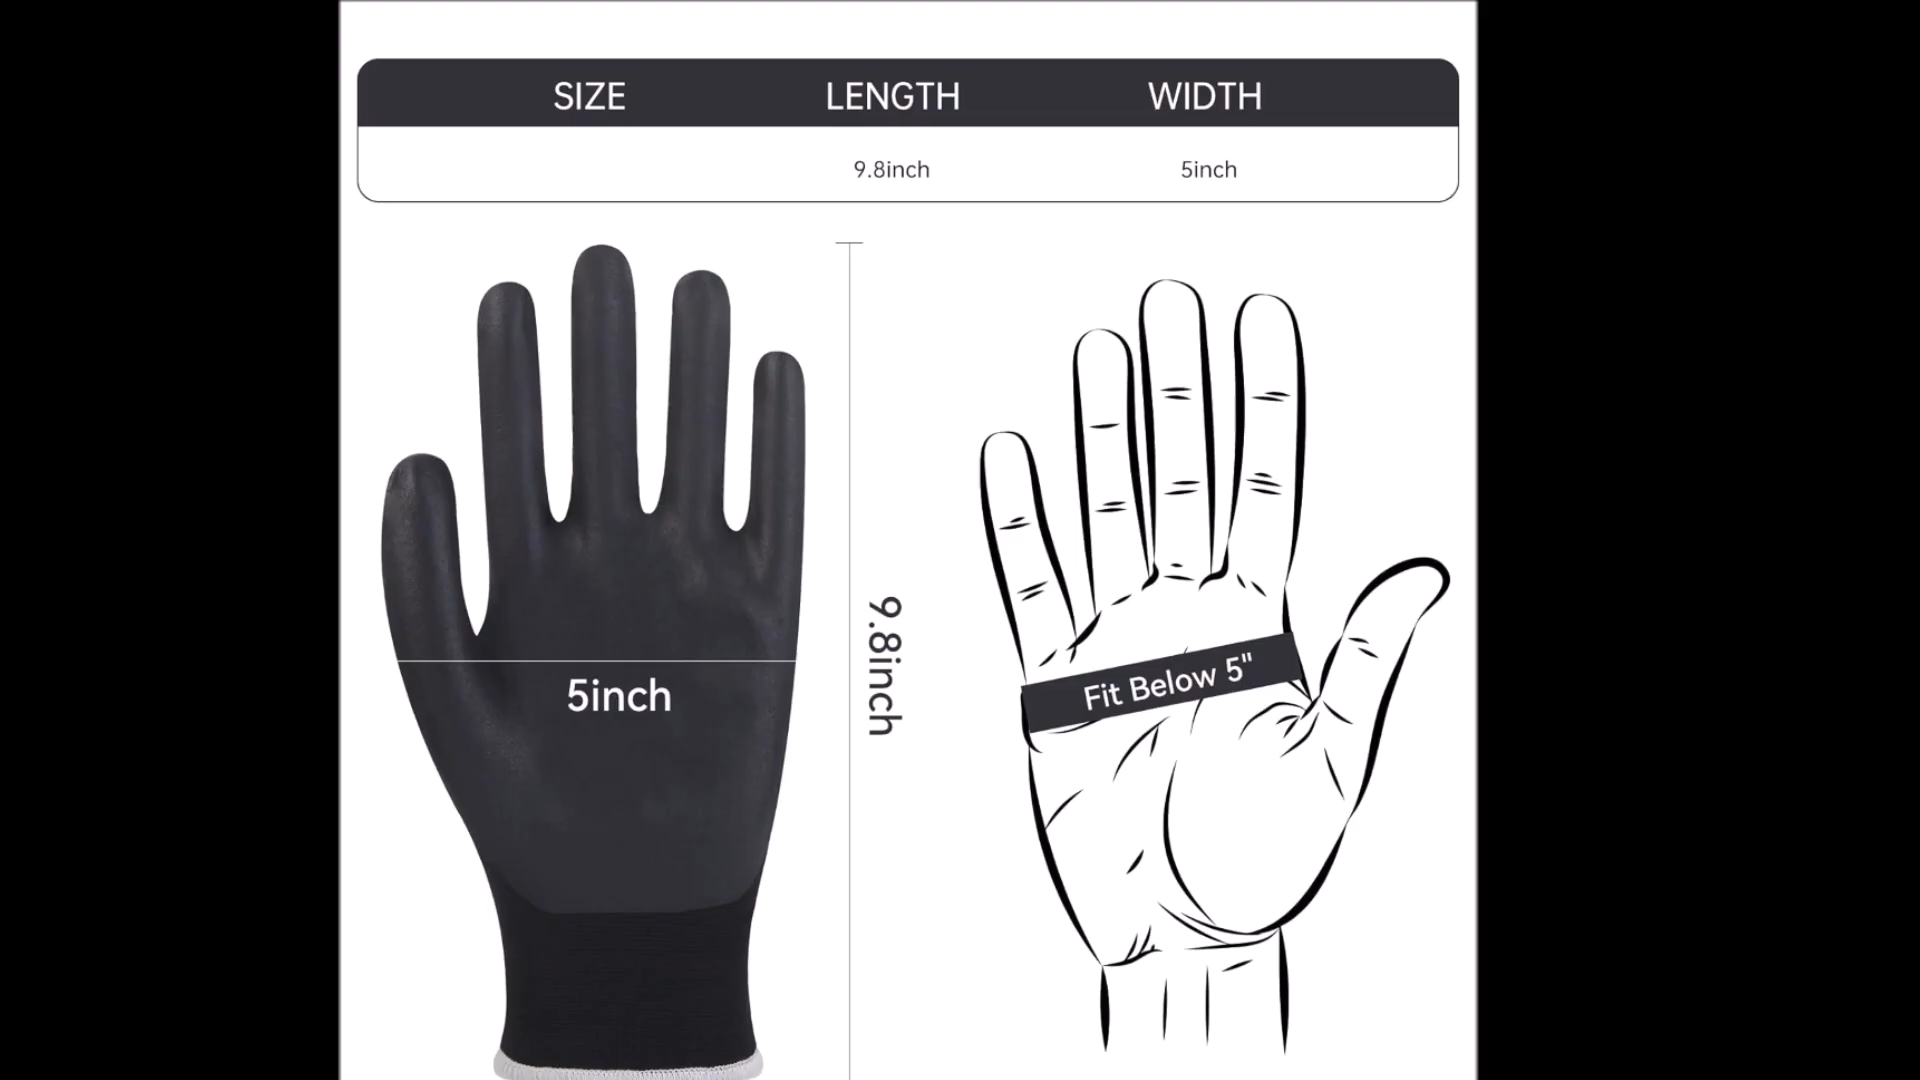 SIZE LENGTH WIDTH
9.8inch 5inch
5inch
9.8inch
Fit Below 5"